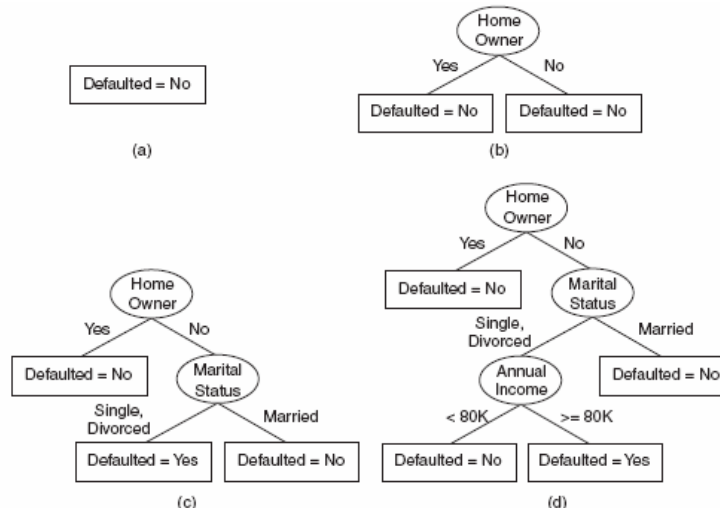 Defaulted = No
(a)
Home
Owner
Yes
No
Defaulted = No
Defaulted = No
(b)
Home
Owner
Yes
No
Defaulted = No
Marital
Status
Single,
Divorced
Married
Defaulted = Yes
Defaulted = No
(c)
Home
Owner
Yes
No
Defaulted = No
Marital
Status
Single,
Divorced
Married
Annual
Income
Defaulted = No
< 80K
>= 80K
Defaulted = No
Defaulted = Yes
(d)